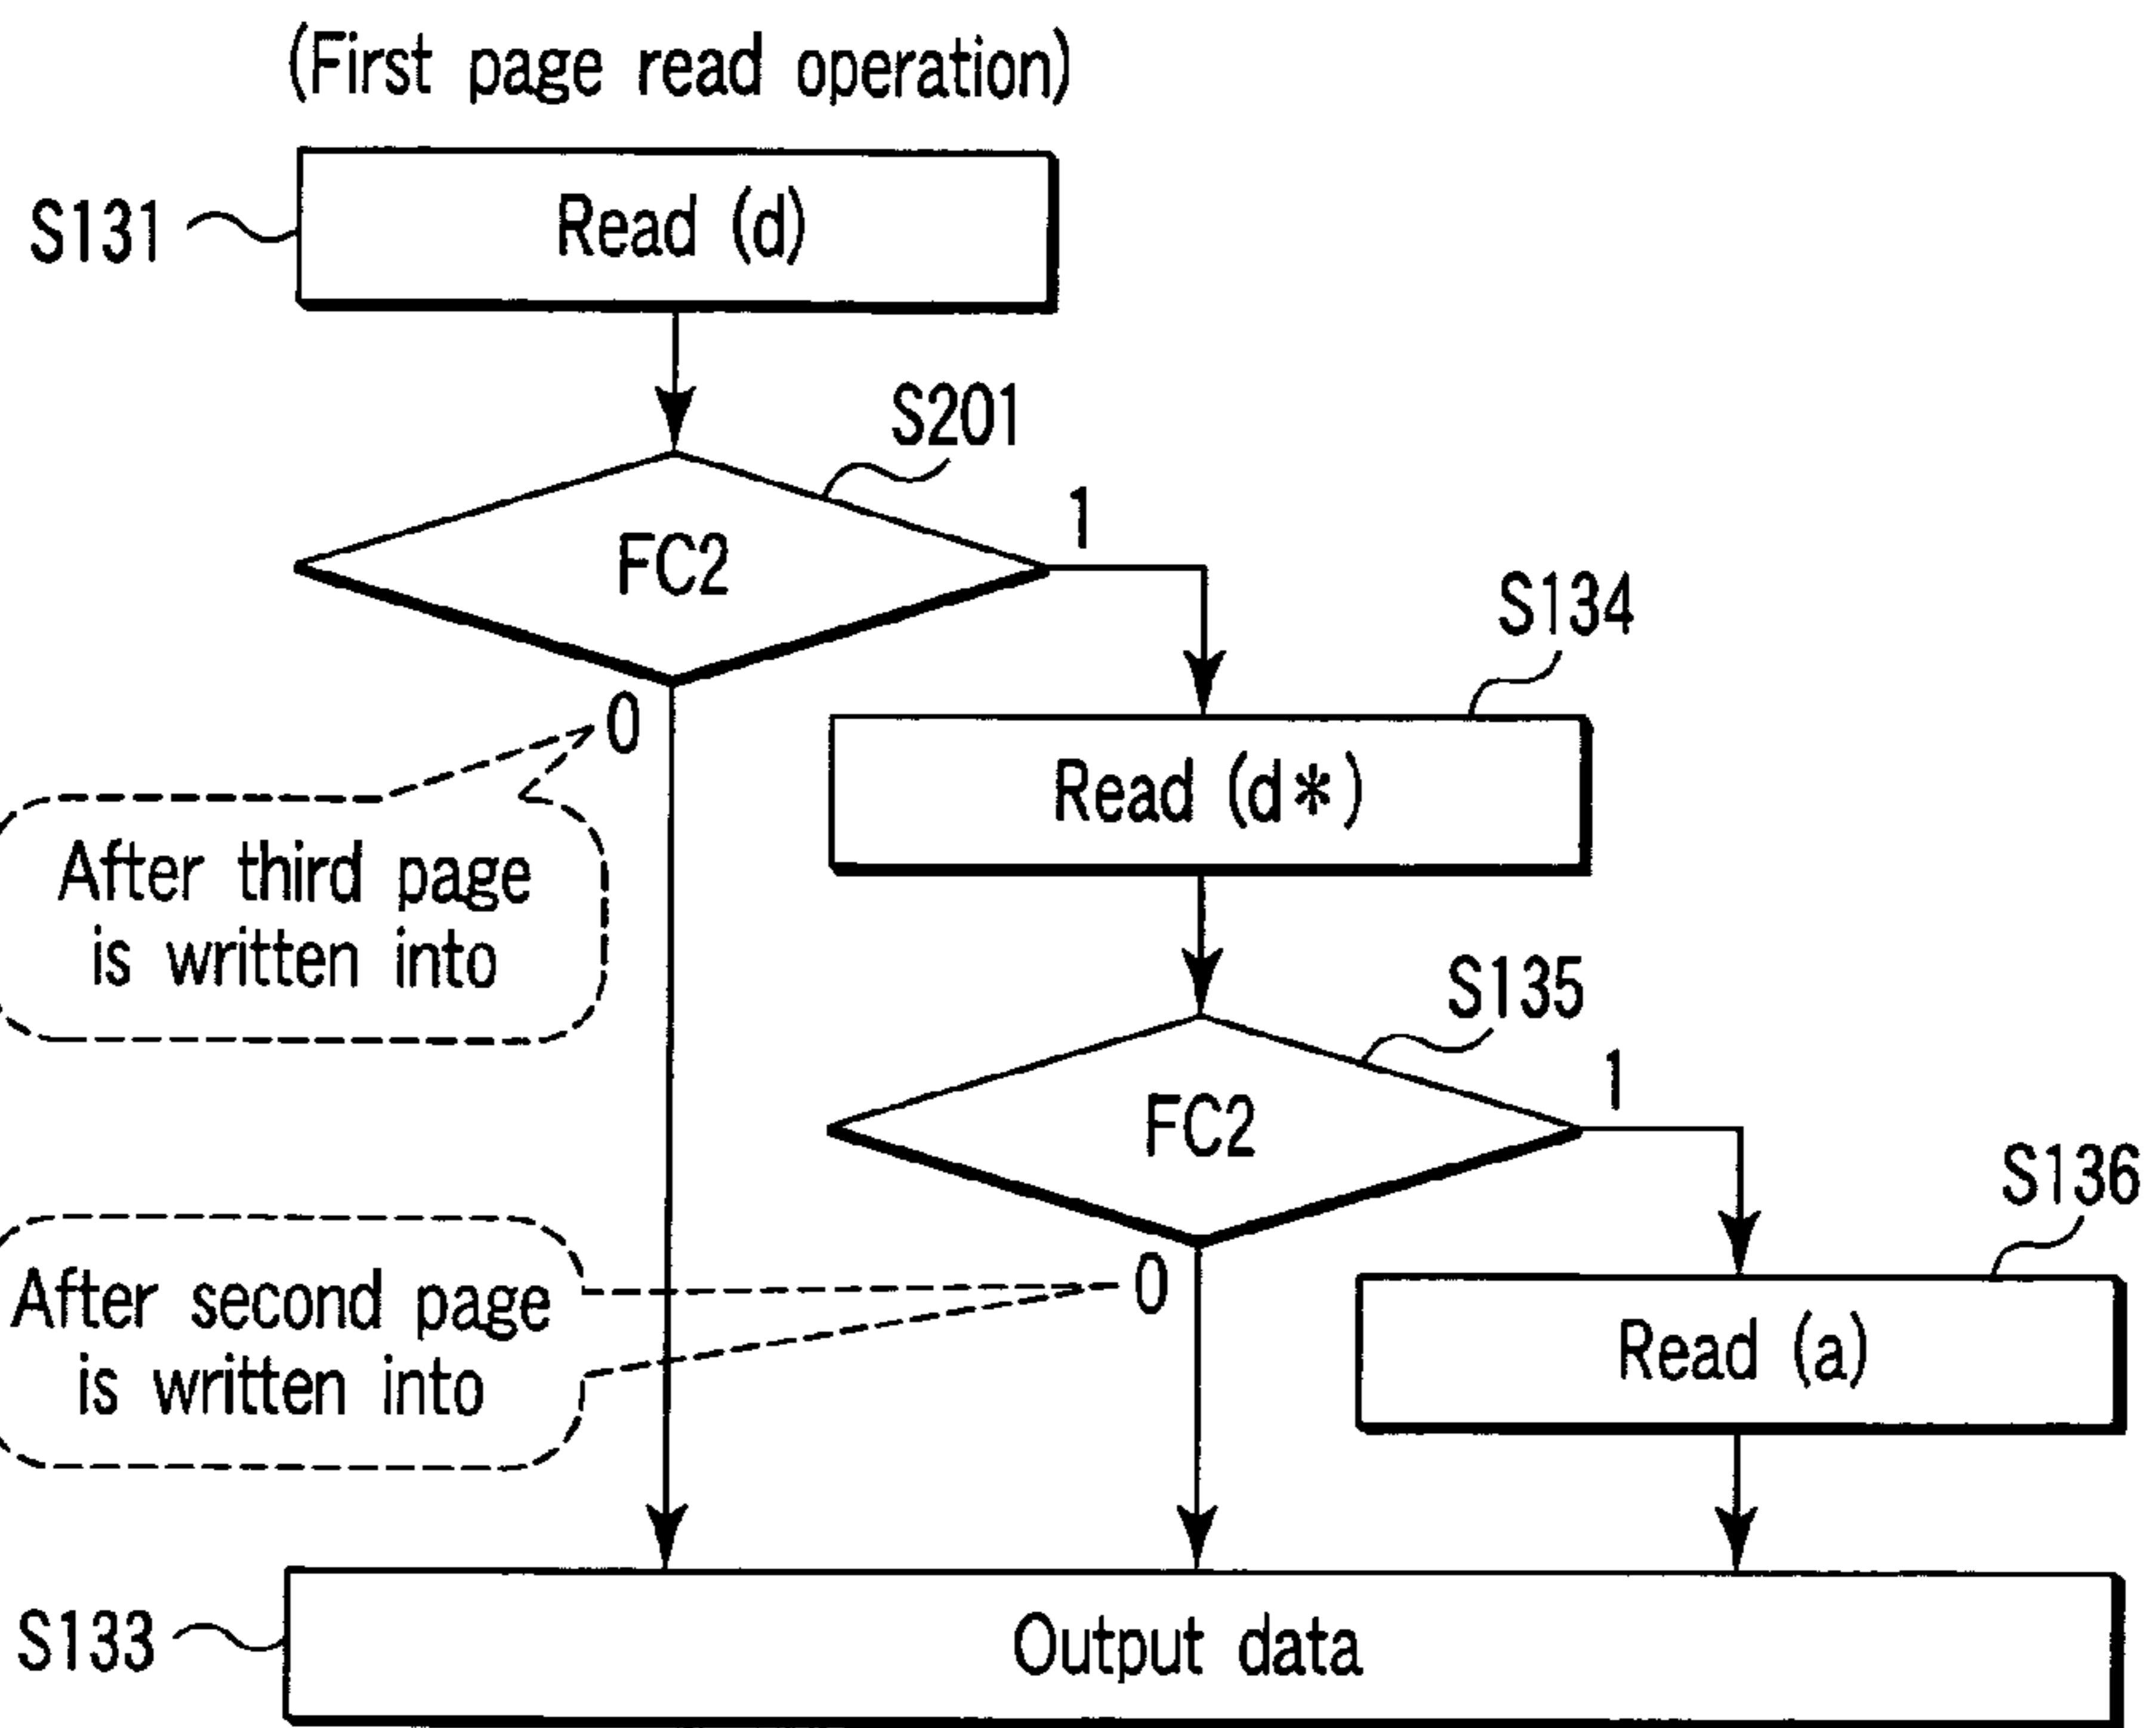 (First page read operation)
S131
Read (d)
S201
FC2
1
0
S134
Read (d*)
After third page
is written into
S135
FC2
1
0
S136
After second page
is written into
Read (a)
S133
Output data